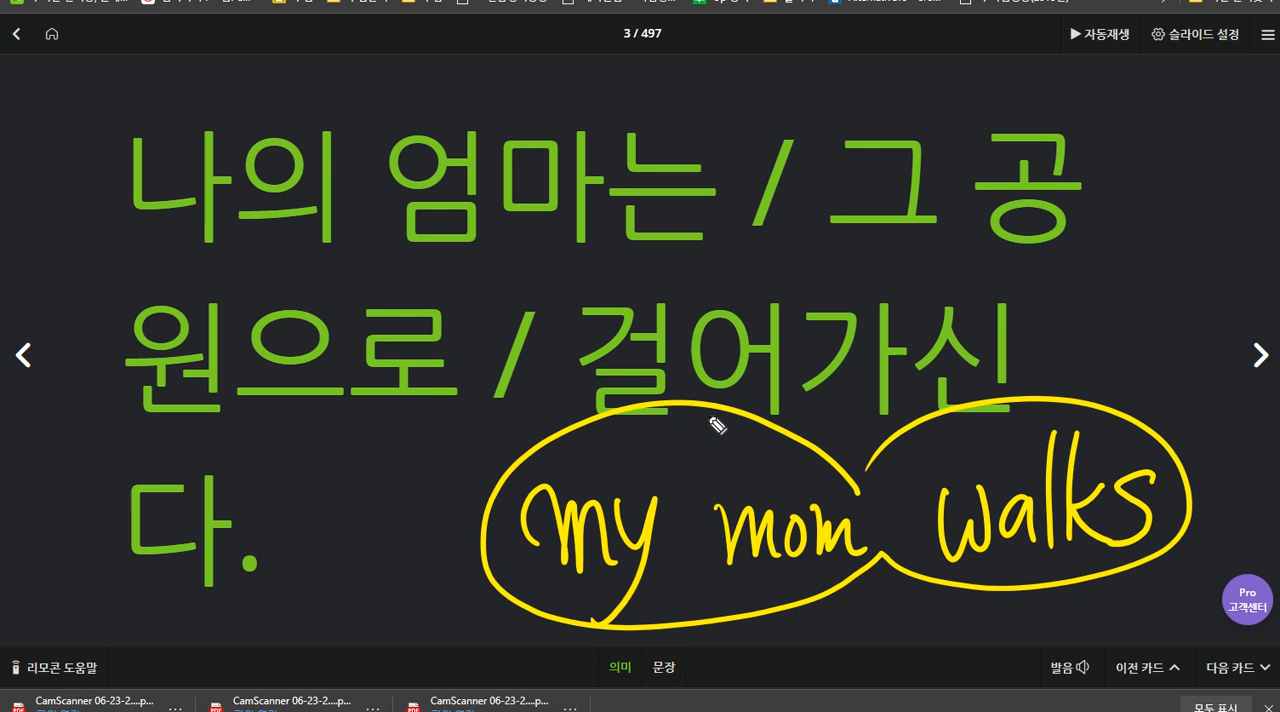 3 / 497
▶ 자동재생
슬라이드 설정
나의 엄마는 / 그 공
원으로 / 걸어가신
다.
my mom walks
Pro
고객센터
리모콘 도움말
의미
문장
발음
이전 카드
다음 카드
CamScanner 06-23-2....p...
CamScanner 06-23-2....p...
CamScanner 06-23-2....p...
모두 표시